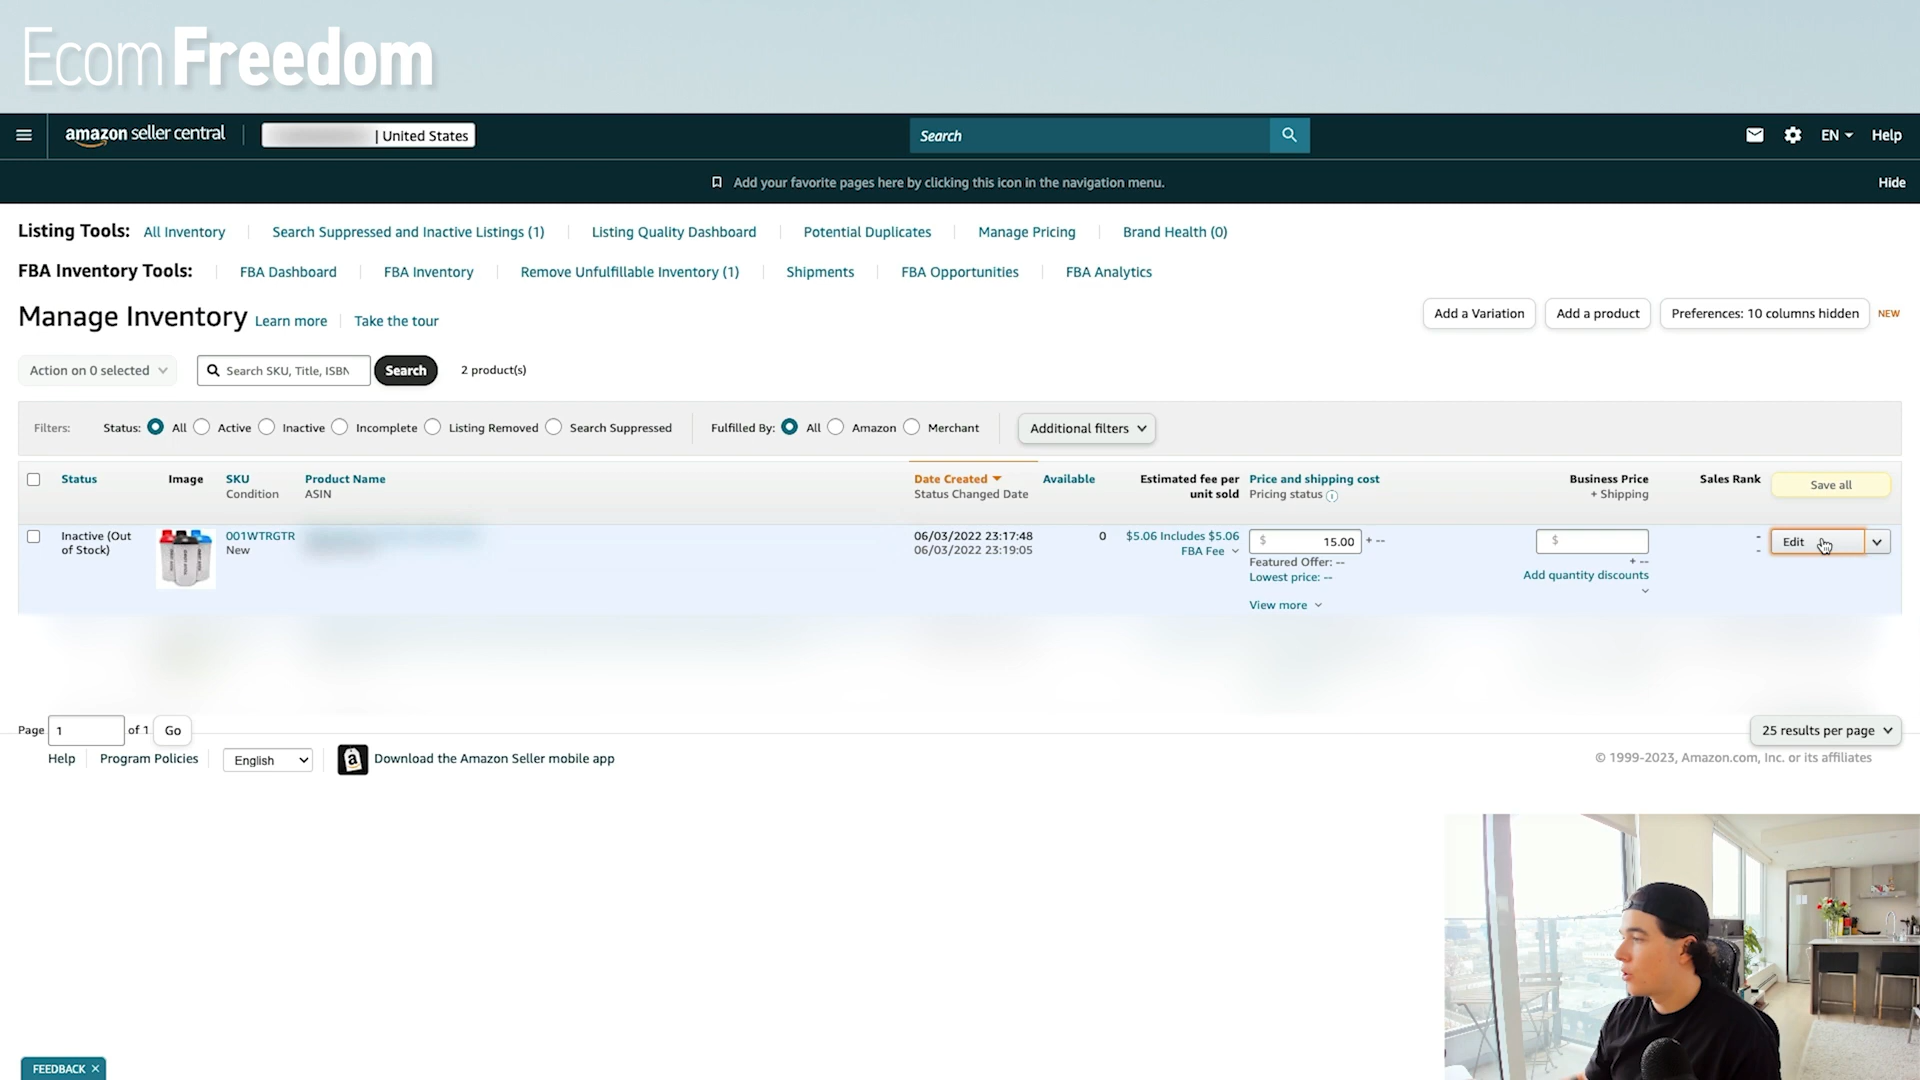 Ecom Freedom
amazon seller central
| United States
Search
EN
Help
Add your favorite pages here by clicking this icon in the navigation menu.
Hide
Listing Tools: All Inventory Search Suppressed and Inactive Listings (1) Listing Quality Dashboard Potential Duplicates Manage Pricing Brand Health (0)
FBA Inventory Tools: FBA Dashboard FBA Inventory Remove Unfulfillable Inventory (1) Shipments FBA Opportunities FBA Analytics
Manage Inventory Learn more Take the tour
Add a Variation Add a product Preferences: 10 columns hidden NEW
Action on 0 selected Search SKU, Title, ISBN Search 2 product(s)
Filters: Status: All Active Inactive Incomplete Listing Removed Search Suppressed Fulfilled By: All Amazon Merchant Additional filters
Status Image SKU Product Name Date Created Available Estimated fee per Price and shipping cost Business Price Sales Rank Save all
Condition ASIN Status Changed Date unit sold Pricing status + Shipping
Inactive (Out 001WTRGTR 06/03/2022 23:17:48 0 $5.06 Includes $5.06 $ 15.00 + -- $ - Edit
of Stock) New 06/03/2022 23:19:05 FBA Fee + -- -
Featured Offer: --
Lowest price: -- Add quantity discounts
View more
Page 1 of 1 Go 25 results per page
Help Program Policies English Download the Amazon Seller mobile app © 1999-2023, Amazon.com, Inc. or its affiliates
FEEDBACK ×